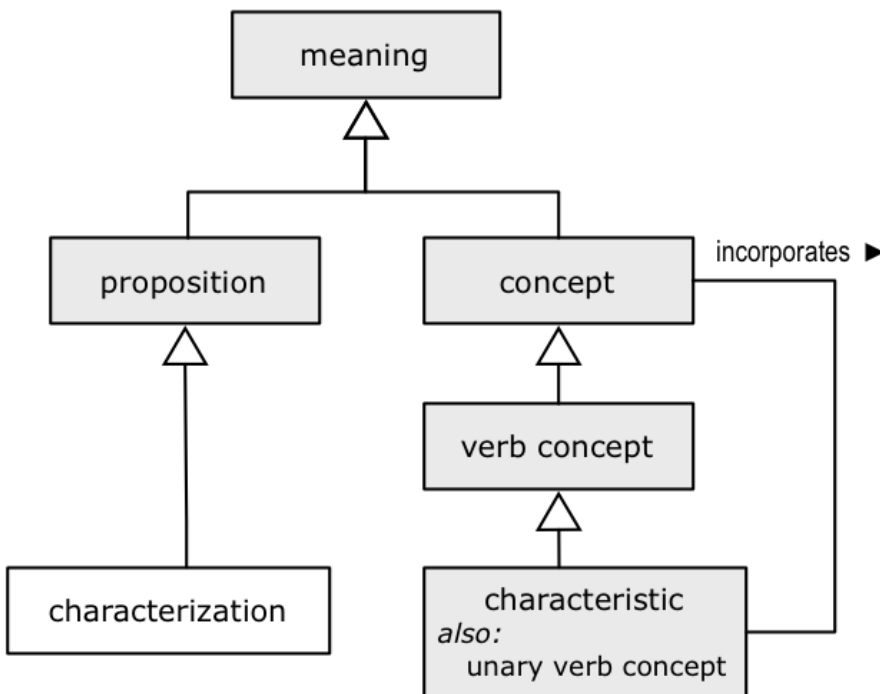 meaning
proposition
concept
incorporates ►
verb concept
characterization
characteristic
also:
unary verb concept